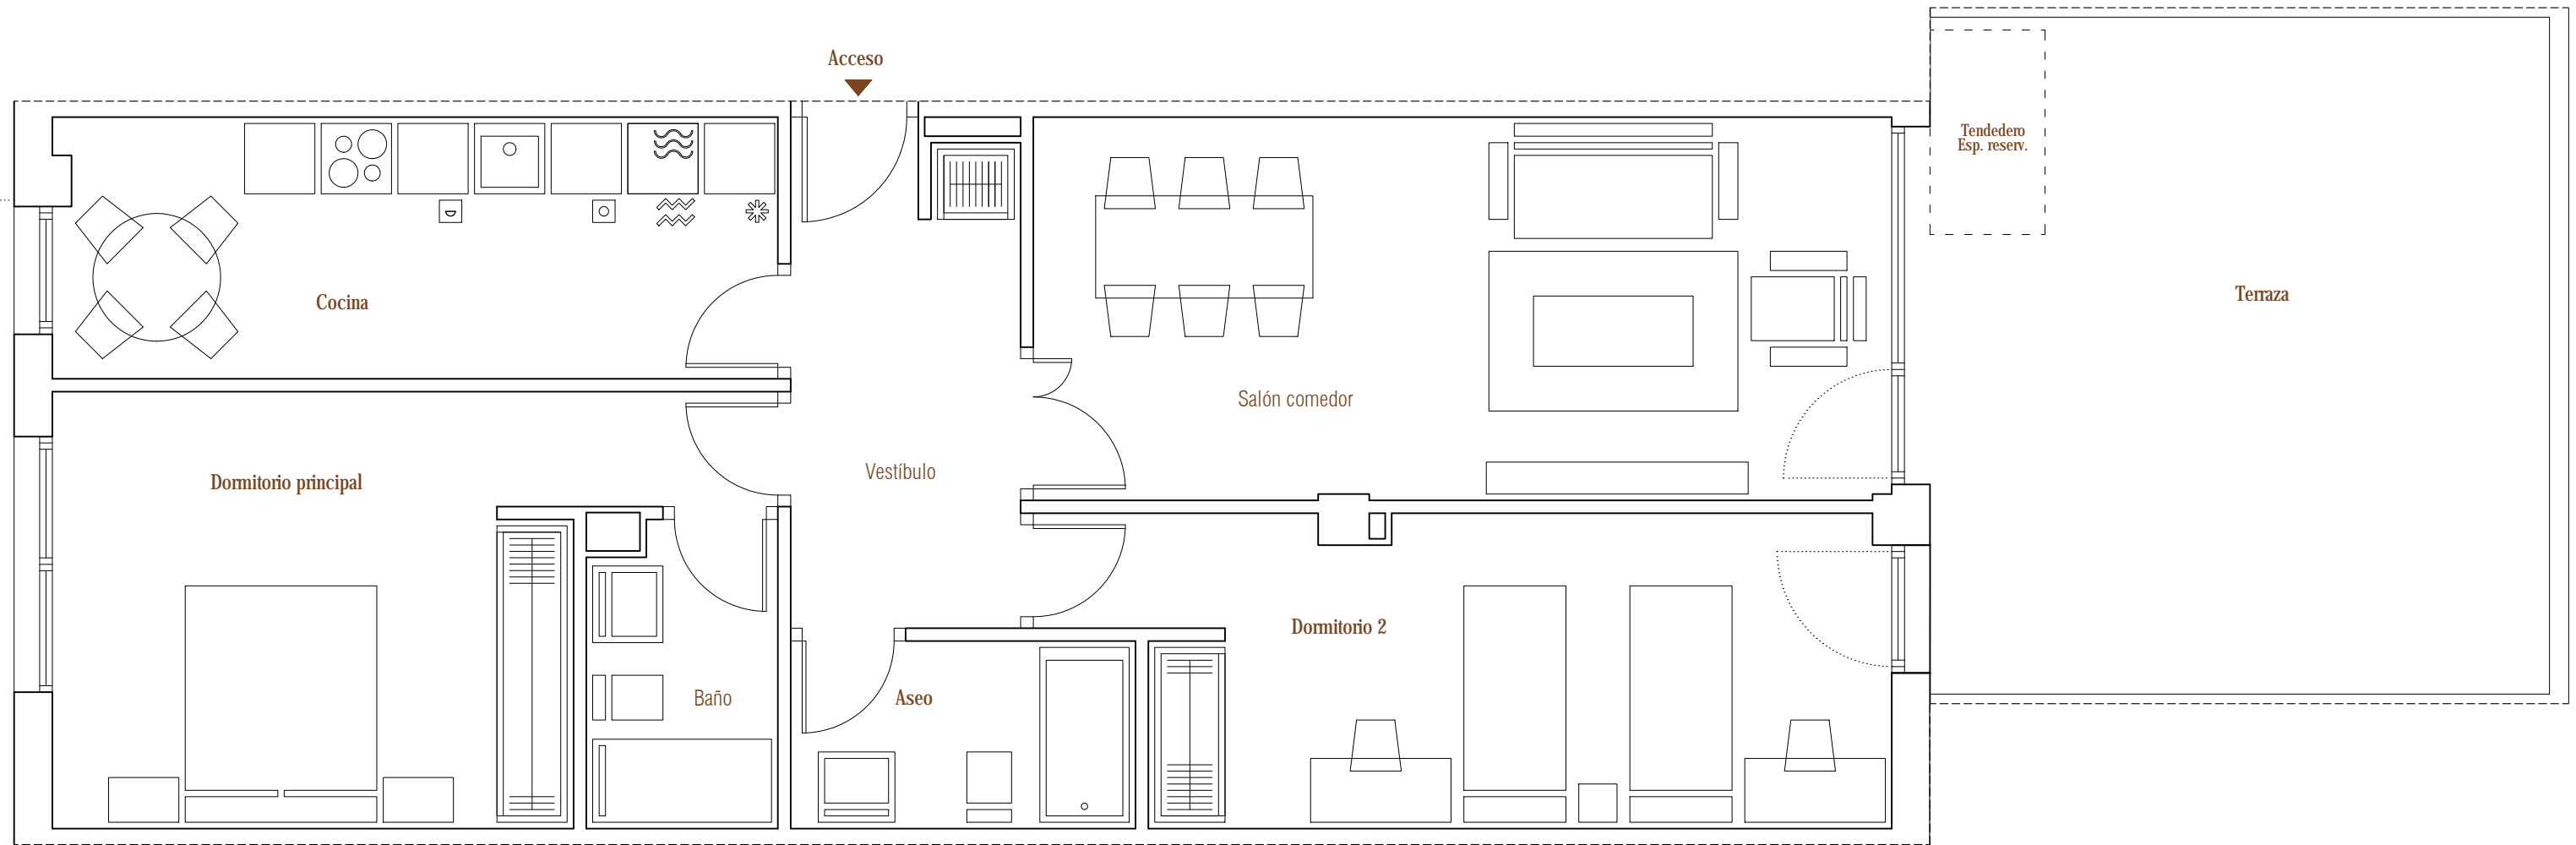 Acceso
Tendedero
Esp. reserv.
Cocina
Terraza
Salón comedor
Vestíbulo
Dormitorio principal
Dormitorio 2
Baño
Aseo